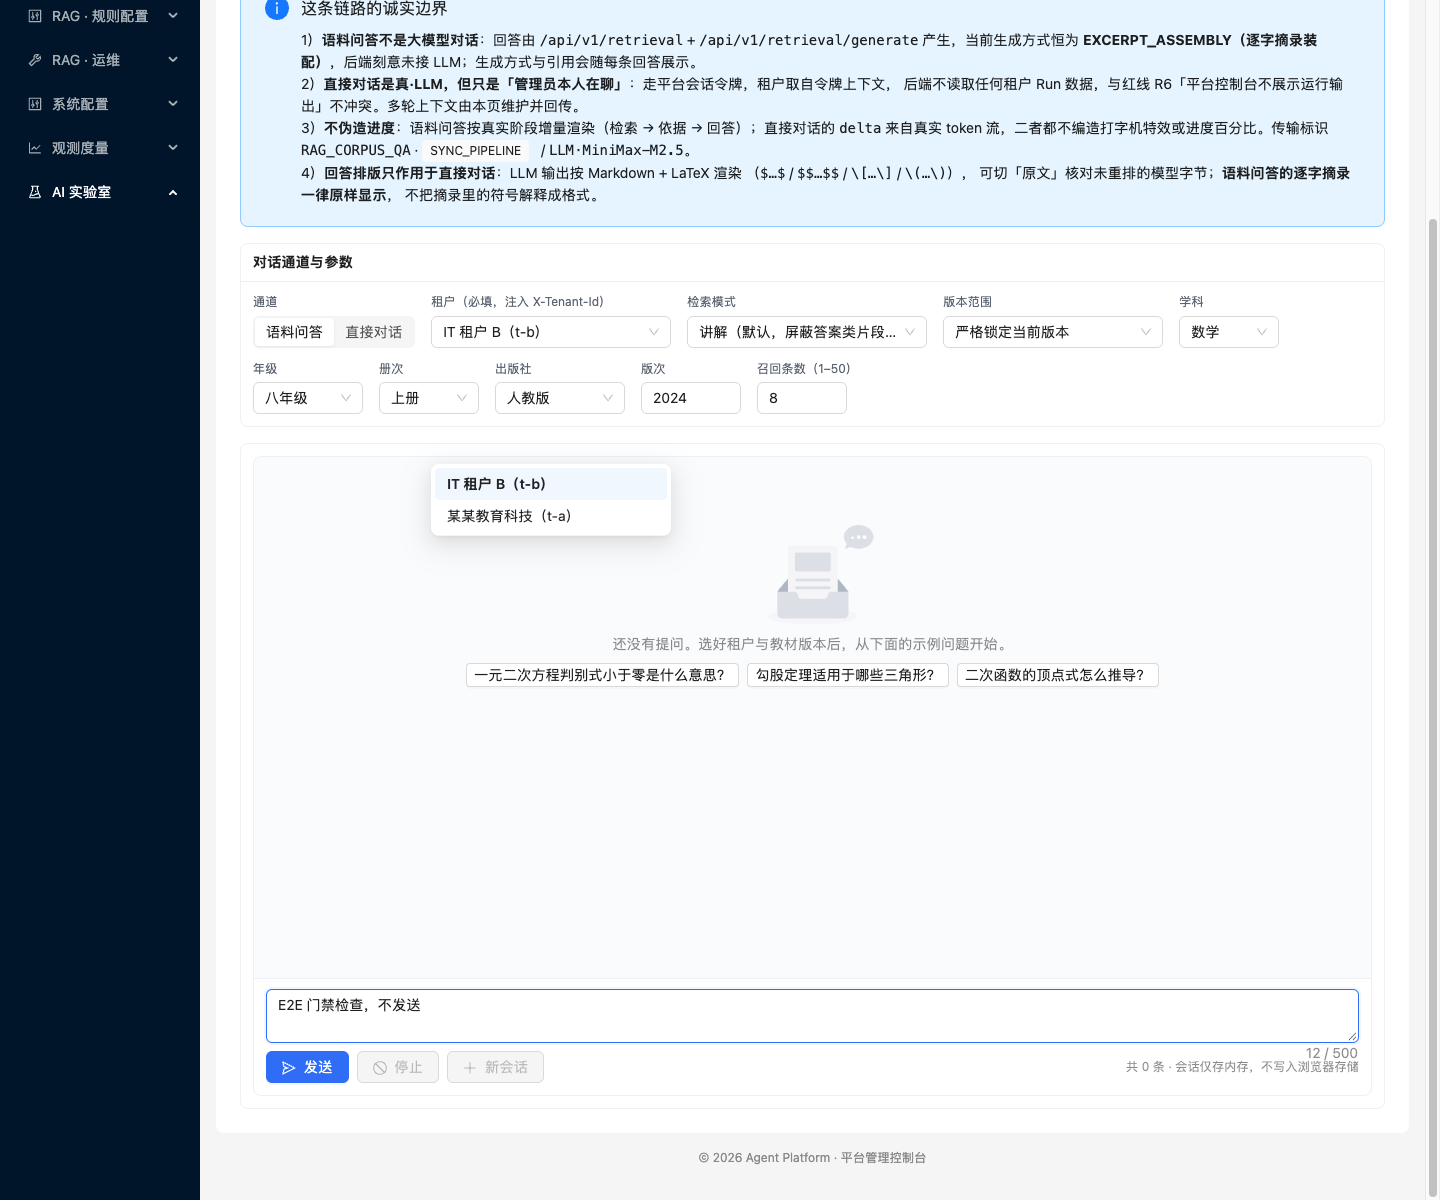 RAG · 规则配置
RAG · 运维
系统配置
观测度量
AI 实验室
这条链路的诚实边界
1）语料问答不是大模型对话：回答由 /api/v1/retrieval + /api/v1/retrieval/generate 产生，当前生成方式恒为 EXCERPT_ASSEMBLY（逐字摘录装
配），后端刻意未接 LLM；生成方式与引用会随每条回答展示。
2）直接对话是真·LLM，但只是「管理员本人在聊」：走平台会话令牌，租户取自令牌上下文， 后端不读取任何租户 Run 数据，与红线 R6「平台控制台不展示运行输
出」不冲突。多轮上下文由本页维护并回传。
3）不伪造进度：语料问答按真实阶段增量渲染（检索 → 依据 → 回答）；直接对话的 delta 来自真实 token 流，二者都不编造打字机特效或进度百分比。传输标识
RAG_CORPUS_QA · SYNC_PIPELINE / LLM·MiniMax-M2.5。
4）回答排版只作用于直接对话：LLM 输出按 Markdown + LaTeX 渲染 （$…$ / $$…$$ / \[…\] / \(…\)）， 可切「原文」核对未重排的模型字节；语料问答的逐字摘录
一律原样显示， 不把摘录里的符号解释成格式。
对话通道与参数
通道
租户（必填，注入 X-Tenant-Id）
检索模式
版本范围
学科
语料问答
直接对话
IT 租户 B（t-b）
讲解（默认，屏蔽答案类片段...
严格锁定当前版本
数学
年级
册次
出版社
版次
召回条数（1–50）
八年级
上册
人教版
2024
8
IT 租户 B（t-b）
某某教育科技（t-a）
还没有提问。选好租户与教材版本后，从下面的示例问题开始。
一元二次方程判别式小于零是什么意思？
勾股定理适用于哪些三角形？
二次函数的顶点式怎么推导？
E2E 门禁检查，不发送
12 / 500
发送
停止
新会话
共 0 条 · 会话仅存内存，不写入浏览器存储
© 2026 Agent Platform · 平台管理控制台